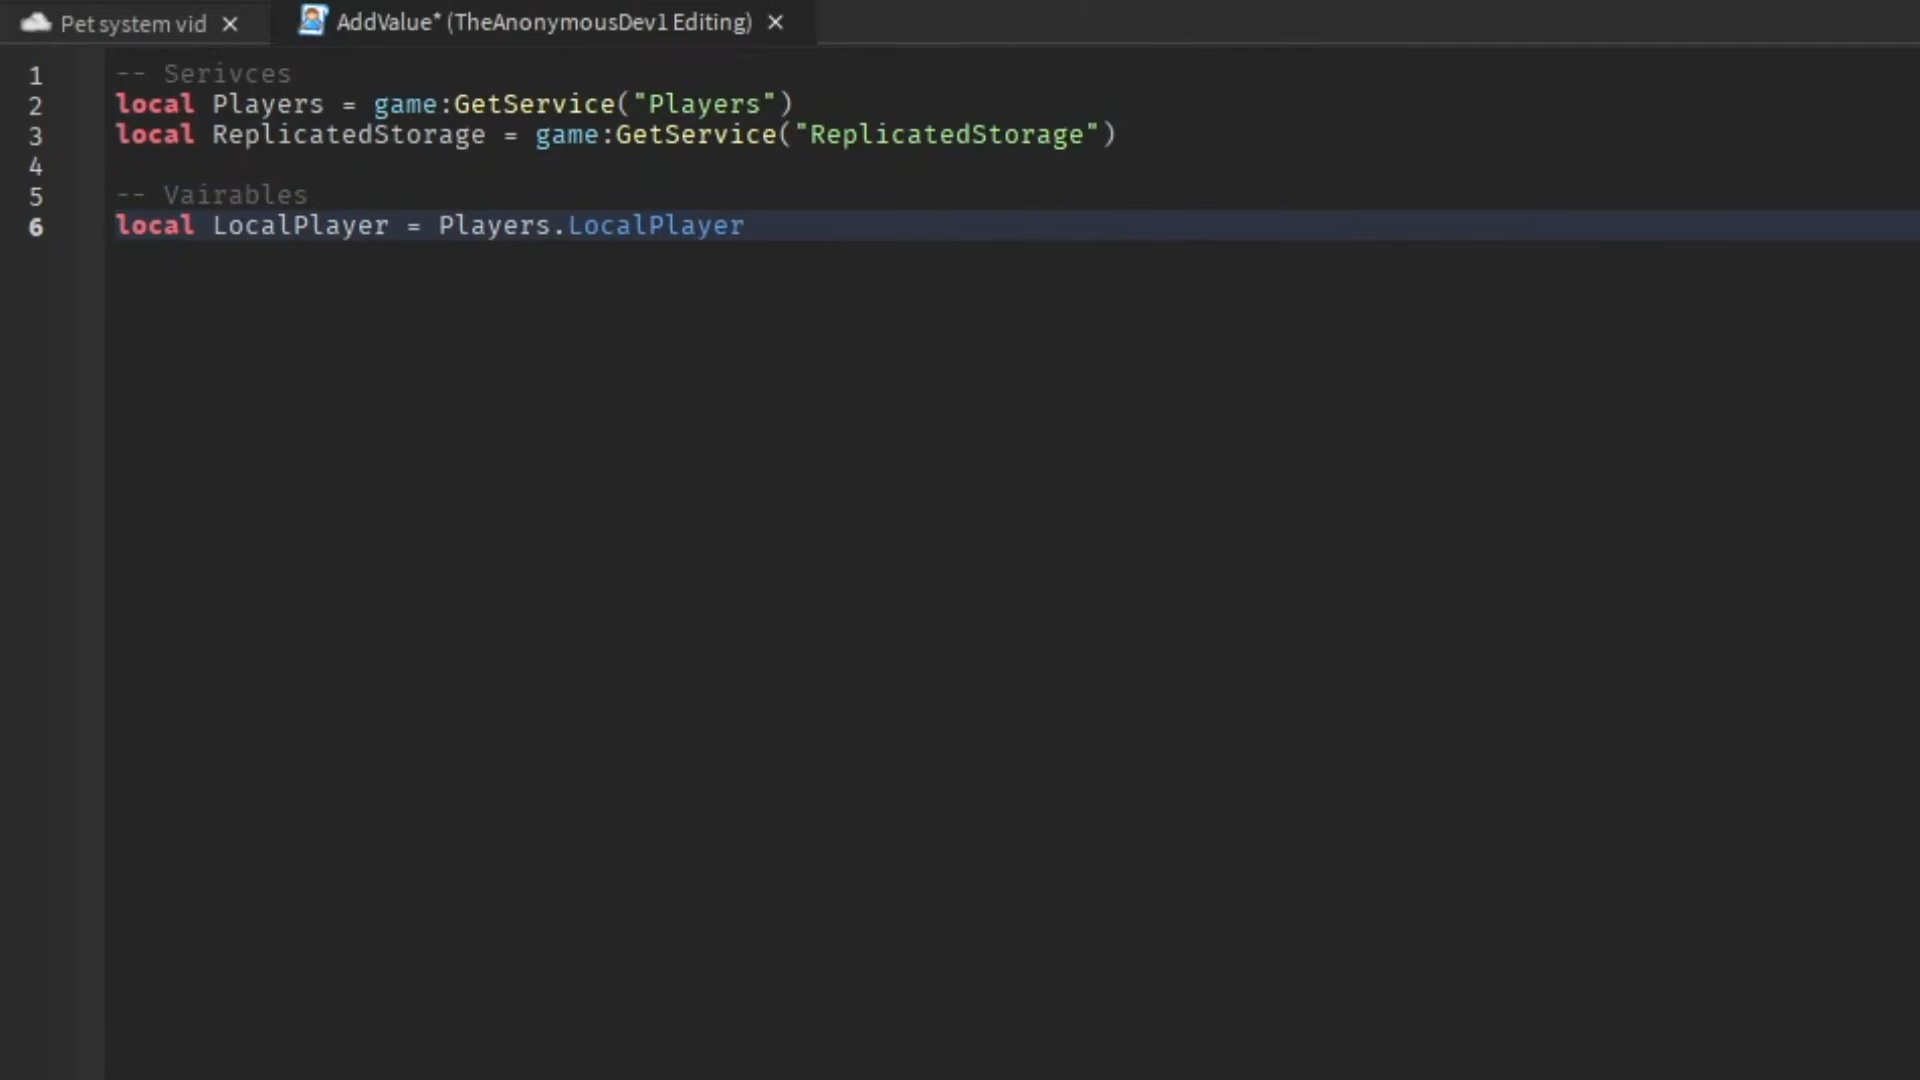 Pet system vid × AddValue* (TheAnonymousDev1 Editing) ×
1 -- Serivces
2 local Players = game:GetService("Players")
3 local ReplicatedStorage = game:GetService("ReplicatedStorage")
4
5 -- Vairables
6 local LocalPlayer = Players.LocalPlayer